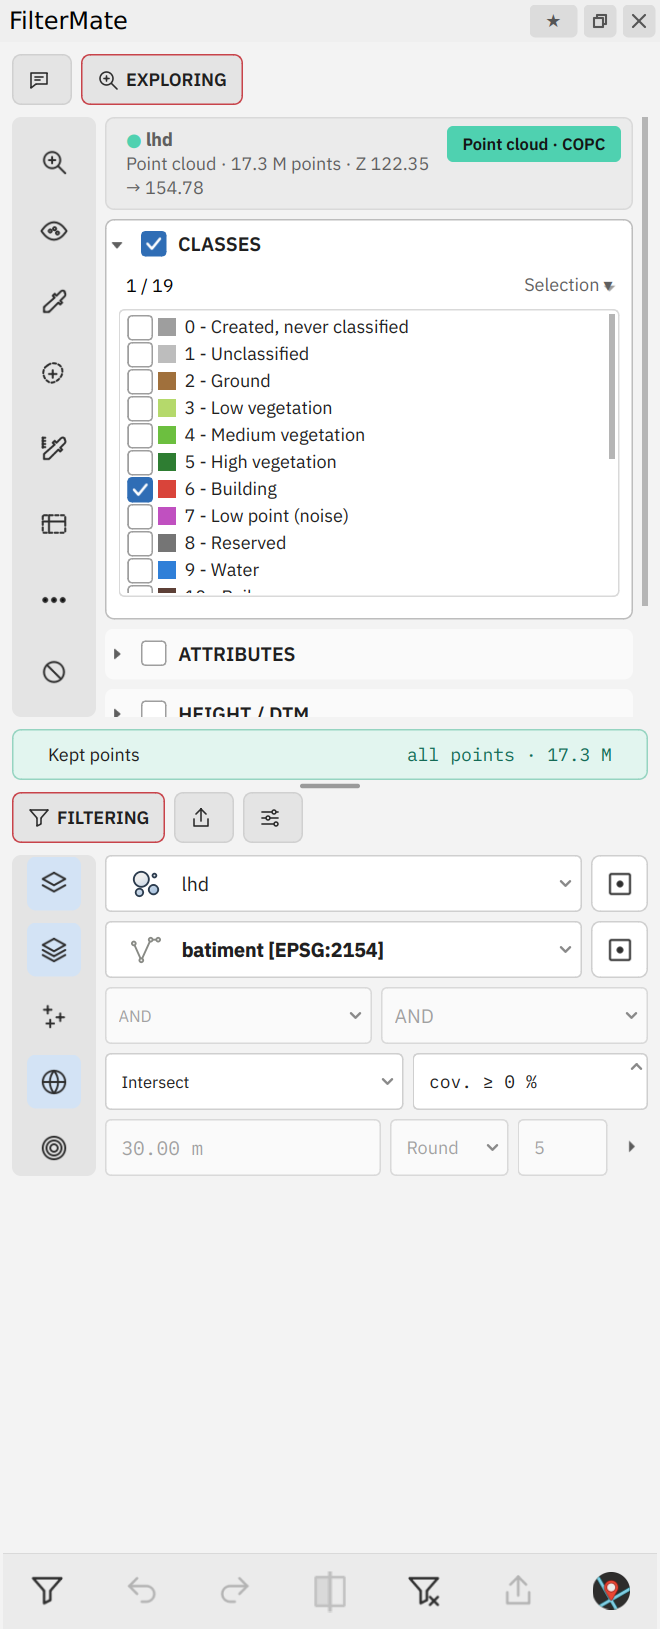 FilterMate
EXPLORING
lhd
Point cloud · 17.3 M points · Z 122.35
→ 154.78
Point cloud · COPC
CLASSES
1 / 19
Selection
0 - Created, never classified
1 - Unclassified
2 - Ground
3 - Low vegetation
4 - Medium vegetation
5 - High vegetation
6 - Building
7 - Low point (noise)
8 - Reserved
9 - Water
ATTRIBUTES
HEIGHT / DTM
Kept points
all points · 17.3 M
FILTERING
lhd
batiment [EPSG:2154]
AND
AND
Intersect
cov. ≥ 0 %
30.00 m
Round
5